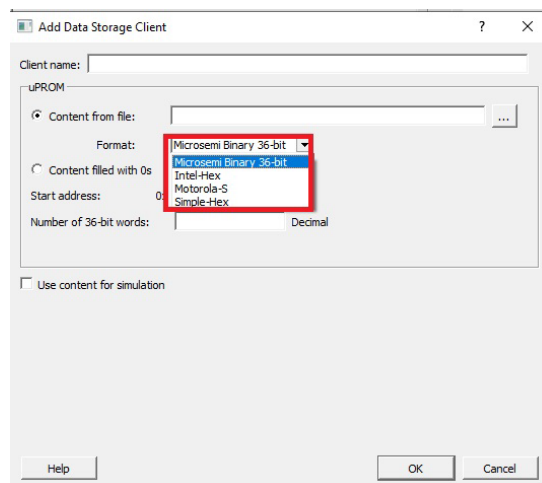 Add Data Storage Client ?
Client name:
uPROM
Content from file: ...
Format: Microsemi Binary 36-bit
Microsemi Binary 36-bit
Intel-Hex
Content filled with 0s
Motorola-S
Start address: 0
Simple-Hex
Number of 36-bit words: Decimal
Use content for simulation
Help OK Cancel